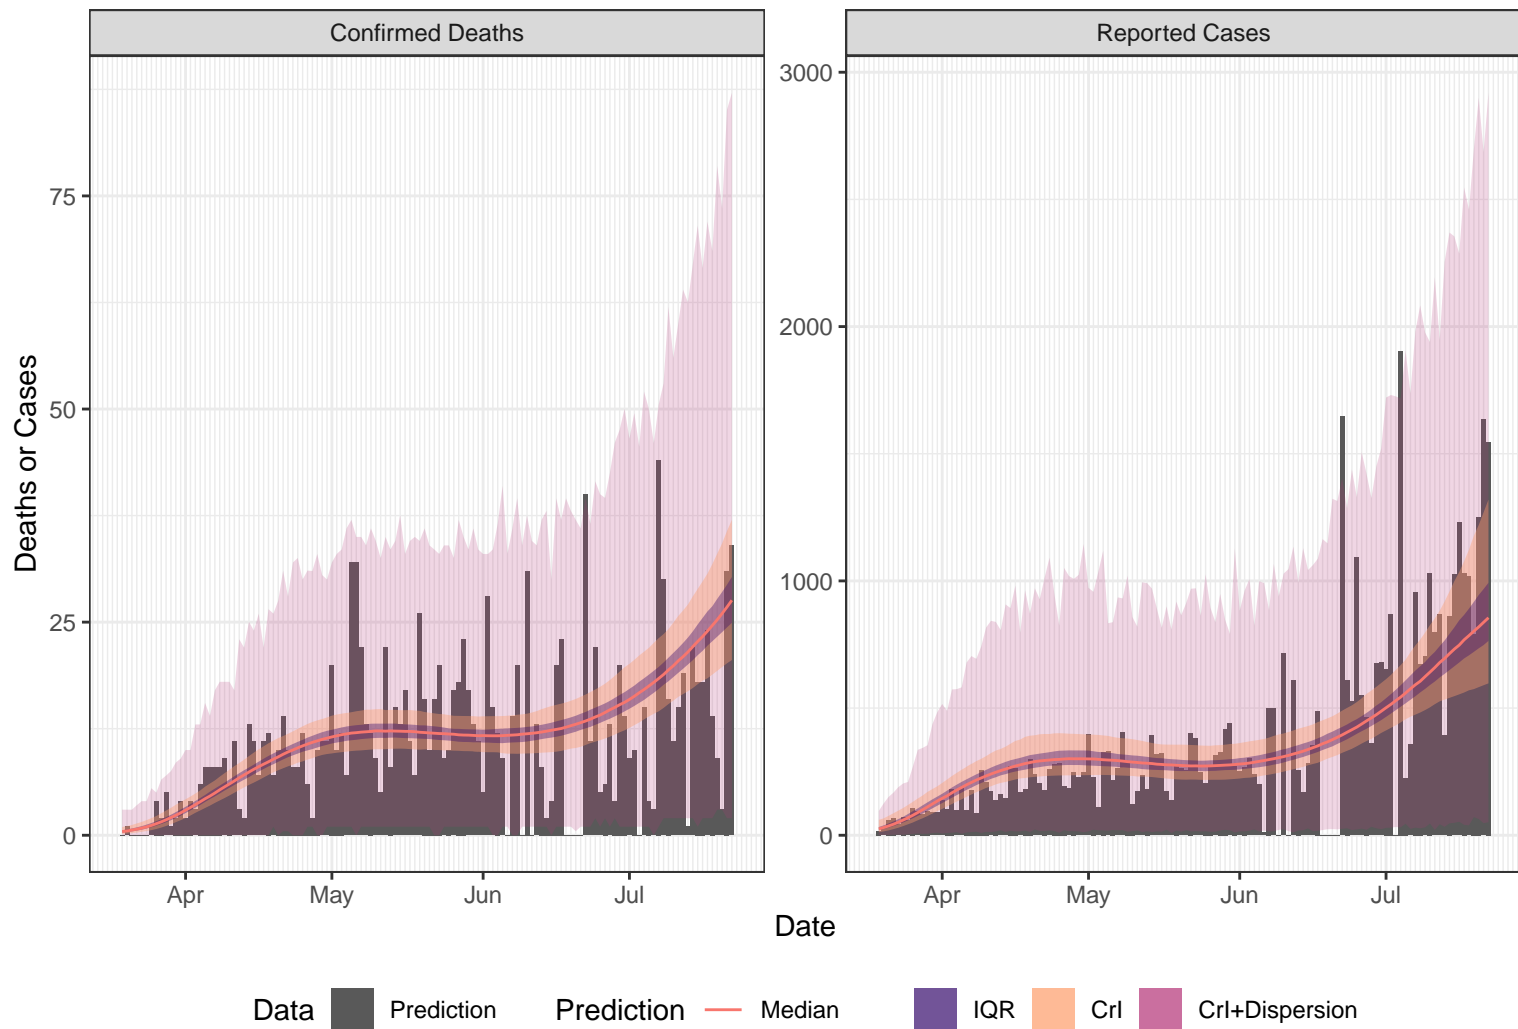 Confirmed Deaths
Reported Cases
Deaths or Cases
75
50
25
0
3000
2000
1000
0
Apr May Jun Jul
Apr May Jun Jul
Date
Data Prediction Prediction Median IQR CrI CrI+Dispersion